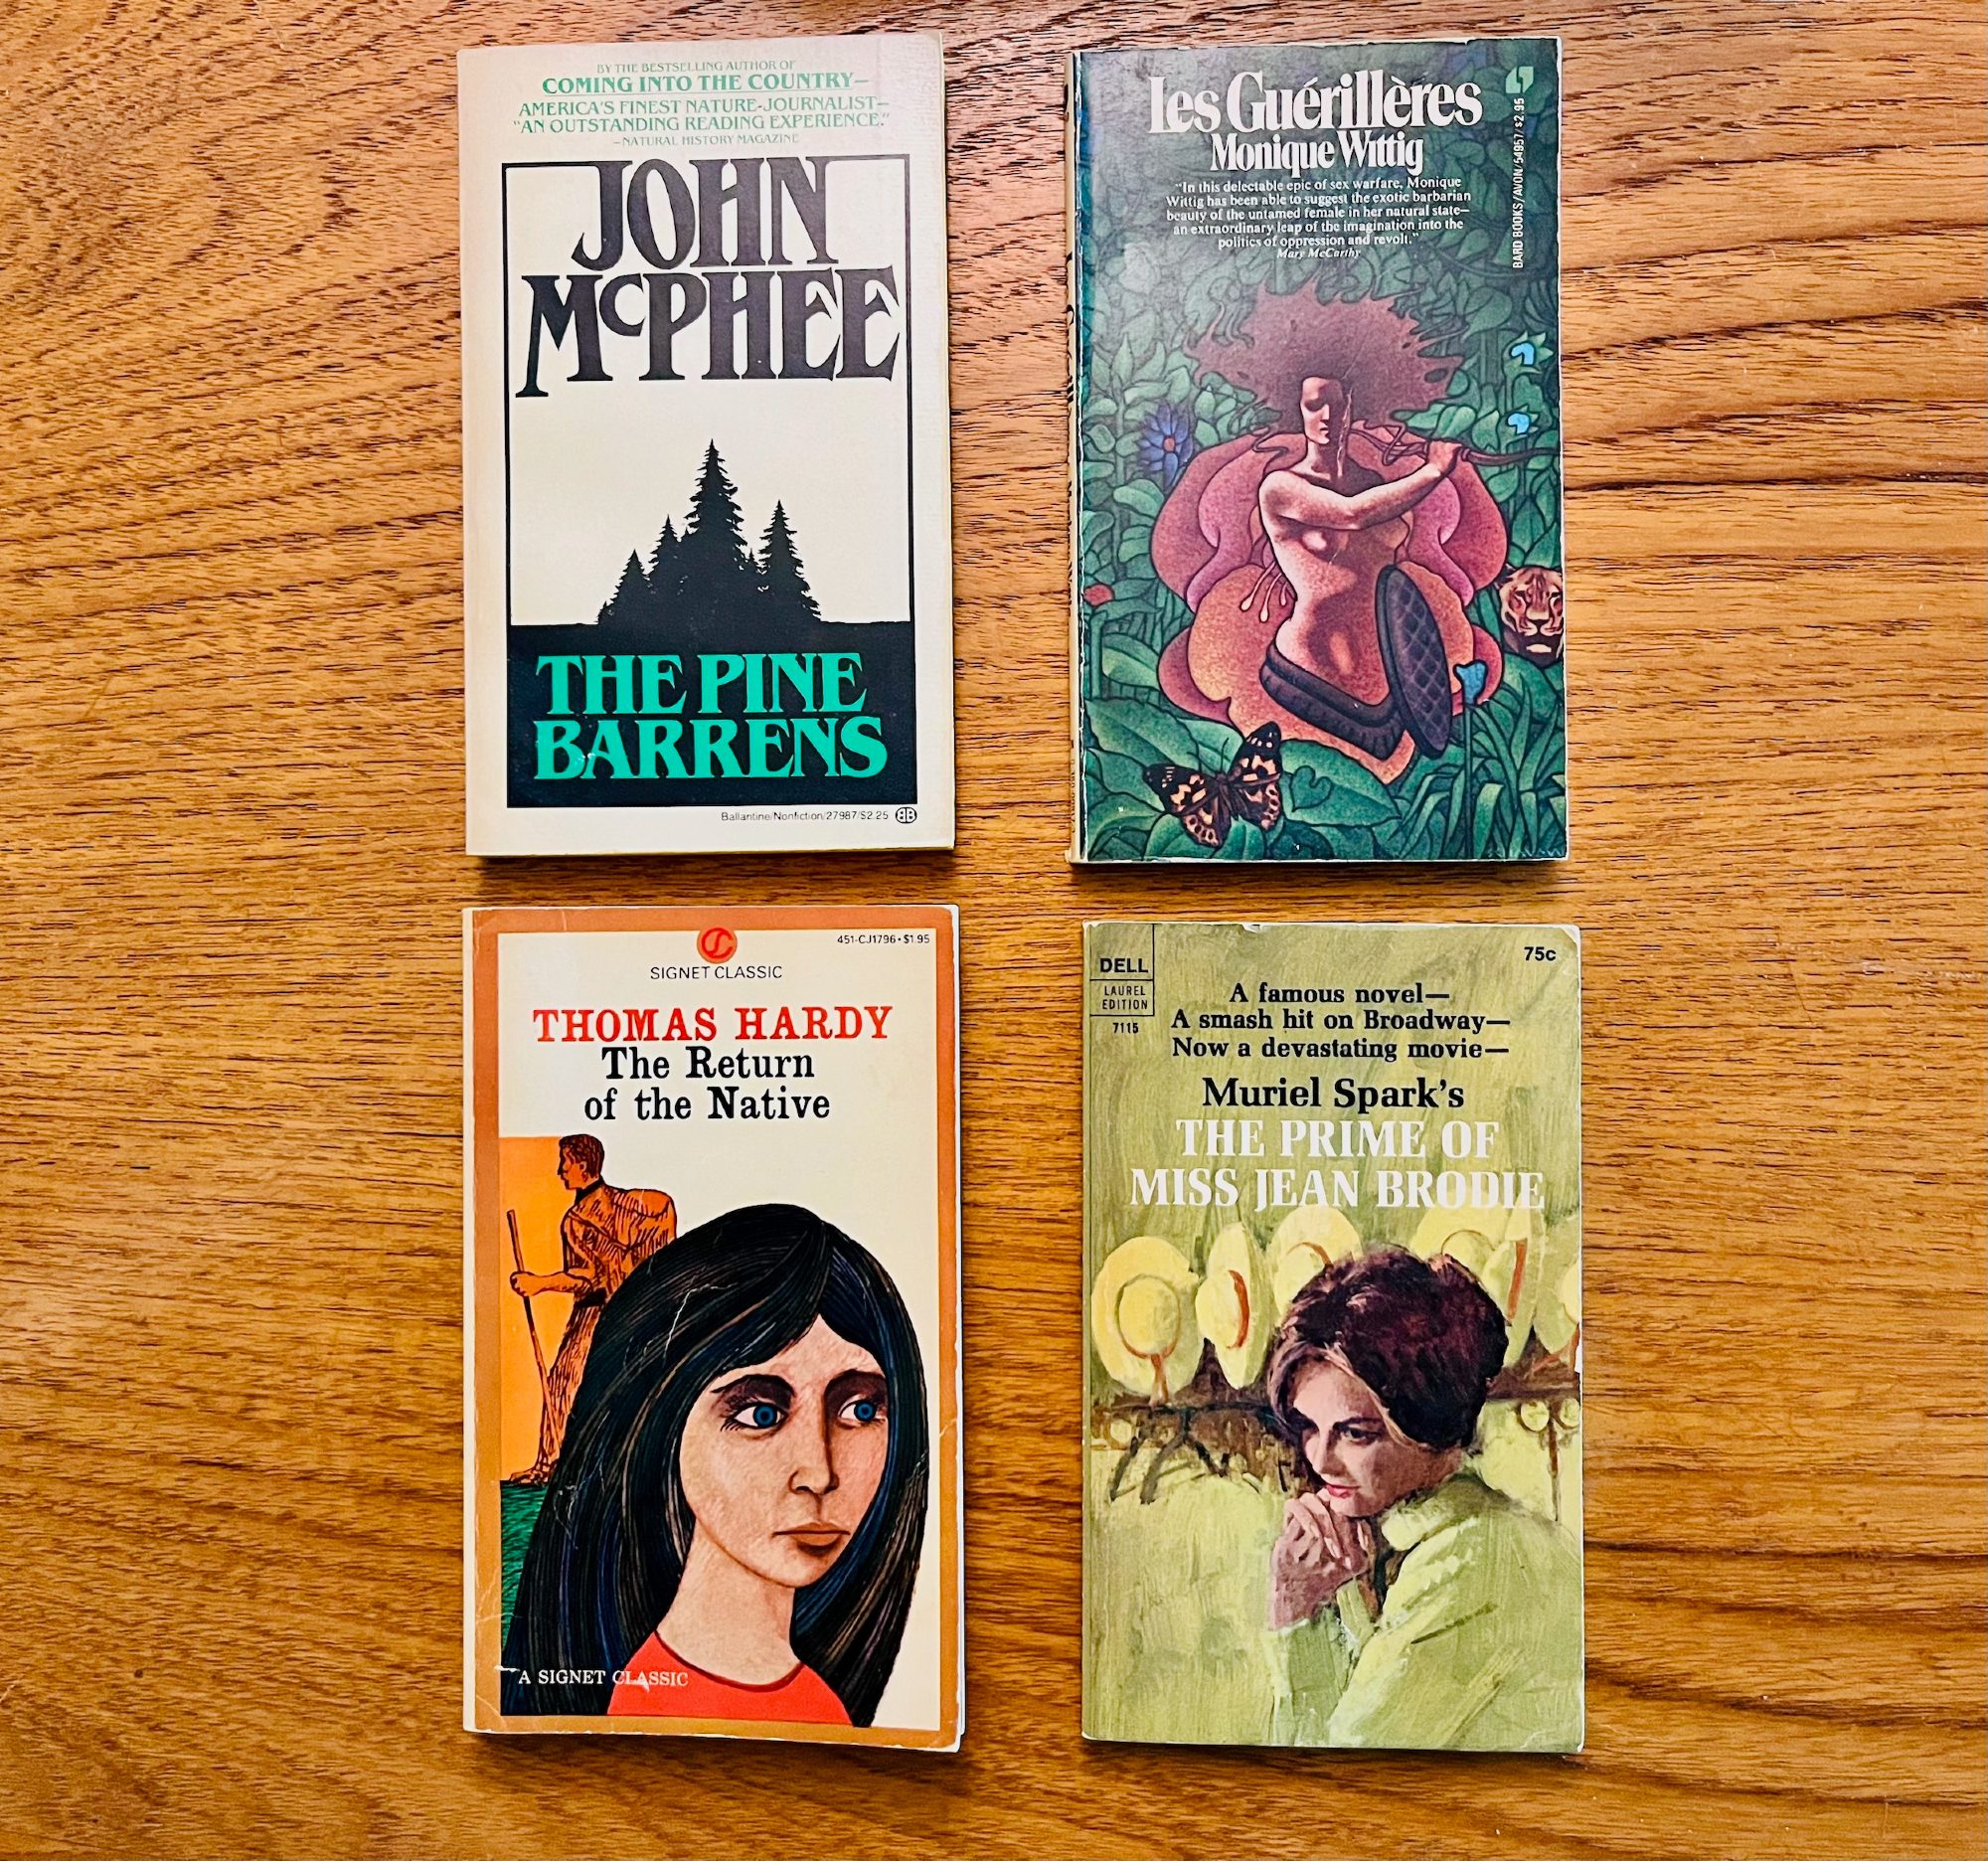 BY THE BESTSELLING AUTHOR OF
COMING INTO THE COUNTRY—
AMERICA'S FINEST NATURE-JOURNALIST—
"AN OUTSTANDING READING EXPERIENCE."
—NATURAL HISTORY MAGAZINE
JOHN
McPHEE
THE PINE
BARRENS
Ballantine/Nonfiction/27987/$2.25 BB
Les Guérillères
Monique Wittig
"In this delectable epic of sex warfare, Monique
Wittig has been able to suggest the exotic barbarian
beauty of the untamed female in her natural state—
an extraordinary leap of the imagination into the
politics of oppression and revolt."
Mary McCarthy
BARD BOOKS/AVON/54957/$2.95
451-CJ1796•$1.95
SIGNET CLASSIC
THOMAS HARDY
The Return
of the Native
A SIGNET CLASSIC
DELL
LAUREL
EDITION
7115
75c
A famous novel—
A smash hit on Broadway—
Now a devastating movie—
Muriel Spark's
THE PRIME OF
MISS JEAN BRODIE